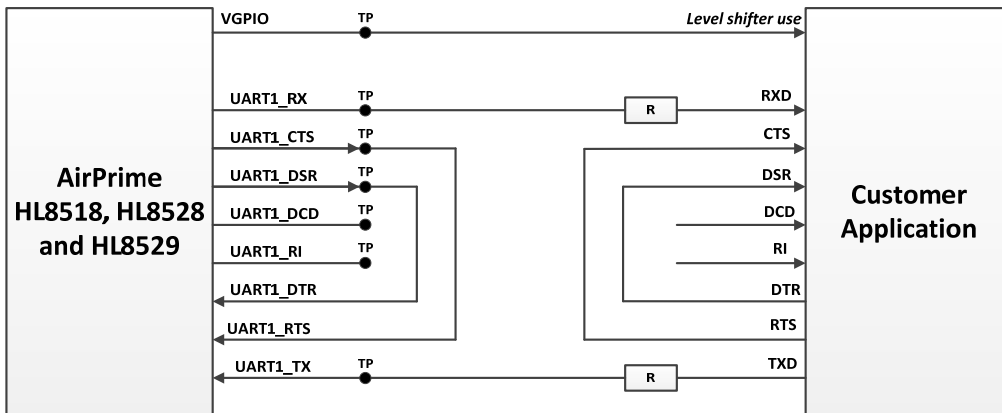 VGPIO TP Level shifter use
UART1_RX TP R RXD
UART1_CTS TP CTS
UART1_DSR TP DSR
AirPrime
HL8518, HL8528
and HL8529
Customer
Application
UART1_DCD TP DCD
UART1_RI TP RI
UART1_DTR DTR
UART1_RTS RTS
UART1_TX TP R TXD